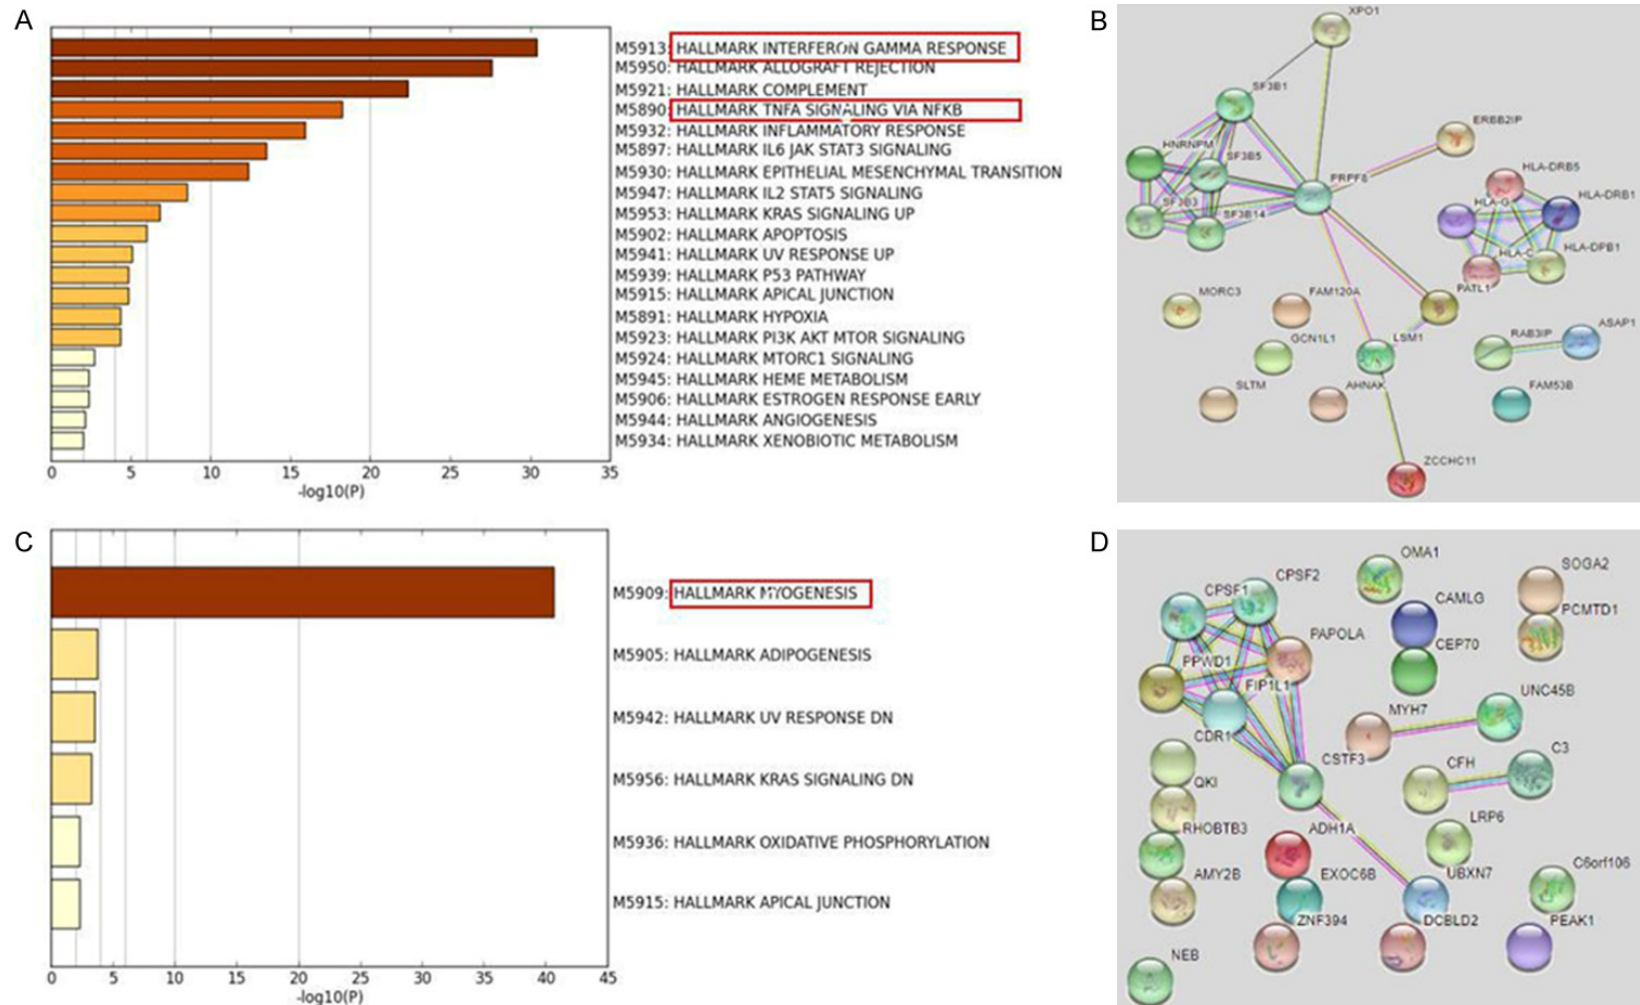 A
M5913: HALLMARK INTERFERON GAMMA RESPONSE
M5950: HALLMARK ALLOGRAFT REJECTION
M5921: HALLMARK COMPLEMENT
M5890: HALLMARK TNFA SIGNALING VIA NFKB
M5932: HALLMARK INFLAMMATORY RESPONSE
M5897: HALLMARK IL6 JAK STAT3 SIGNALING
M5930: HALLMARK EPITHELIAL MESENCHYMAL TRANSITION
M5947: HALLMARK IL2 STAT5 SIGNALING
M5953: HALLMARK KRAS SIGNALING UP
M5902: HALLMARK APOPTOSIS
M5941: HALLMARK UV RESPONSE UP
M5939: HALLMARK P53 PATHWAY
M5915: HALLMARK APICAL JUNCTION
M5891: HALLMARK HYPOXIA
M5923: HALLMARK PI3K AKT MTOR SIGNALING
M5924: HALLMARK MTORC1 SIGNALING
M5945: HALLMARK HEME METABOLISM
M5906: HALLMARK ESTROGEN RESPONSE EARLY
M5944: HALLMARK ANGIOGENESIS
M5934: HALLMARK XENOBIOTIC METABOLISM
0 5 10 15 20 25 30 35
-log10(P)
B
XPO1
SF3B1
ERBB2IP
HNRNPM
SF3B5
PRPF8
HLA-DRB5
HLA-DRB1
HLA-G
SF3B3
SF3B14
HLA-C
HLA-DPB1
MORC3
FAM120A
PATL1
GCN1L1
LSM1
RAB3IP
ASAP1
SLTM
AHNAK
FAM53B
ZCCHC11
C
M5909: HALLMARK MYOGENESIS
M5905: HALLMARK ADIPOGENESIS
M5942: HALLMARK UV RESPONSE DN
M5956: HALLMARK KRAS SIGNALING DN
M5936: HALLMARK OXIDATIVE PHOSPHORYLATION
M5915: HALLMARK APICAL JUNCTION
0 5 10 15 20 25 30 35 40 45
-log10(P)
D
OMA1
SOGA2
CPSF1
CPSF2
CAMLG
PCMTD1
PAPOLA
CEP70
PPWD1
FIP1L1
UNC45B
MYH7
CDR1
CSTF3
CFH
C3
QKI
LRP6
RHOBTB3
ADH1A
AMY2B
EXOC6B
UBXN7
C6orf106
ZNF394
DCBLD2
PEAK1
NEB